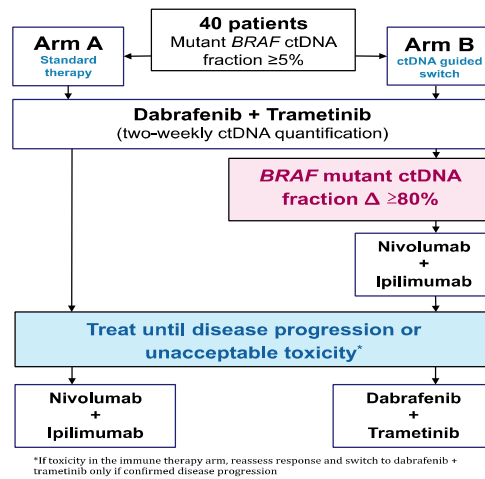 40 patients
Mutant BRAF ctDNA
fraction ≥5%
Arm A
Standard
therapy
Arm B
ctDNA guided
switch
Dabrafenib + Trametinib
(two-weekly ctDNA quantification)
BRAF mutant ctDNA
fraction Δ ≥80%
Nivolumab
+
Ipilimumab
Treat until disease progression or
unacceptable toxicity*
Nivolumab
+
Ipilimumab
Dabrafenib
+
Trametinib
*If toxicity in the immune therapy arm, reassess response and switch to dabrafenib +
trametinib only if confirmed disease progression